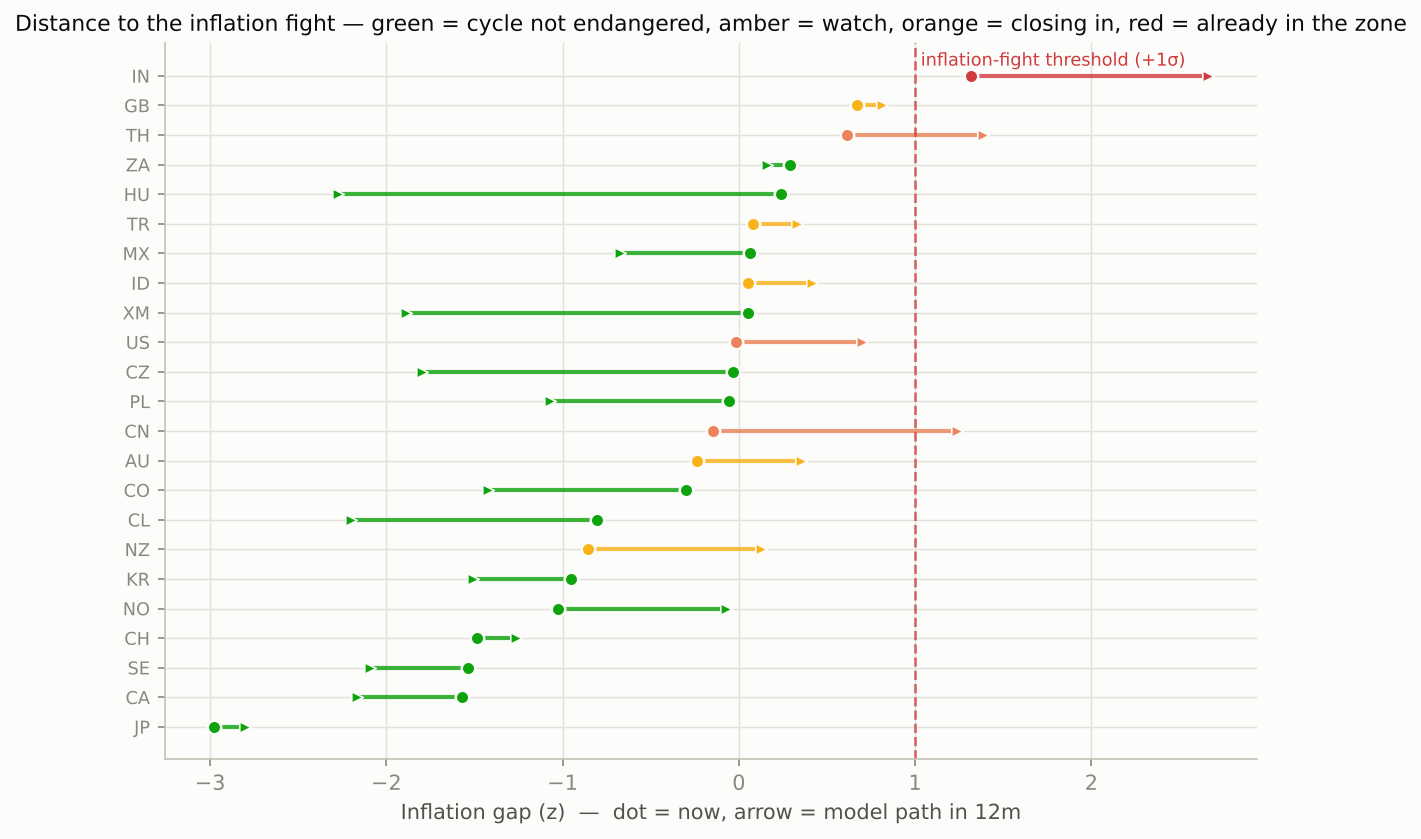 Distance to the inflation fight — green = cycle not endangered, amber = watch, orange = closing in, red = already in the zone
inflation-fight threshold (+1σ)
IN
GB
TH
ZA
HU
TR
MX
ID
XM
US
CZ
PL
CN
AU
CO
CL
NZ
KR
NO
CH
SE
CA
JP
−3 −2 −1 0 1 2
Inflation gap (z) — dot = now, arrow = model path in 12m